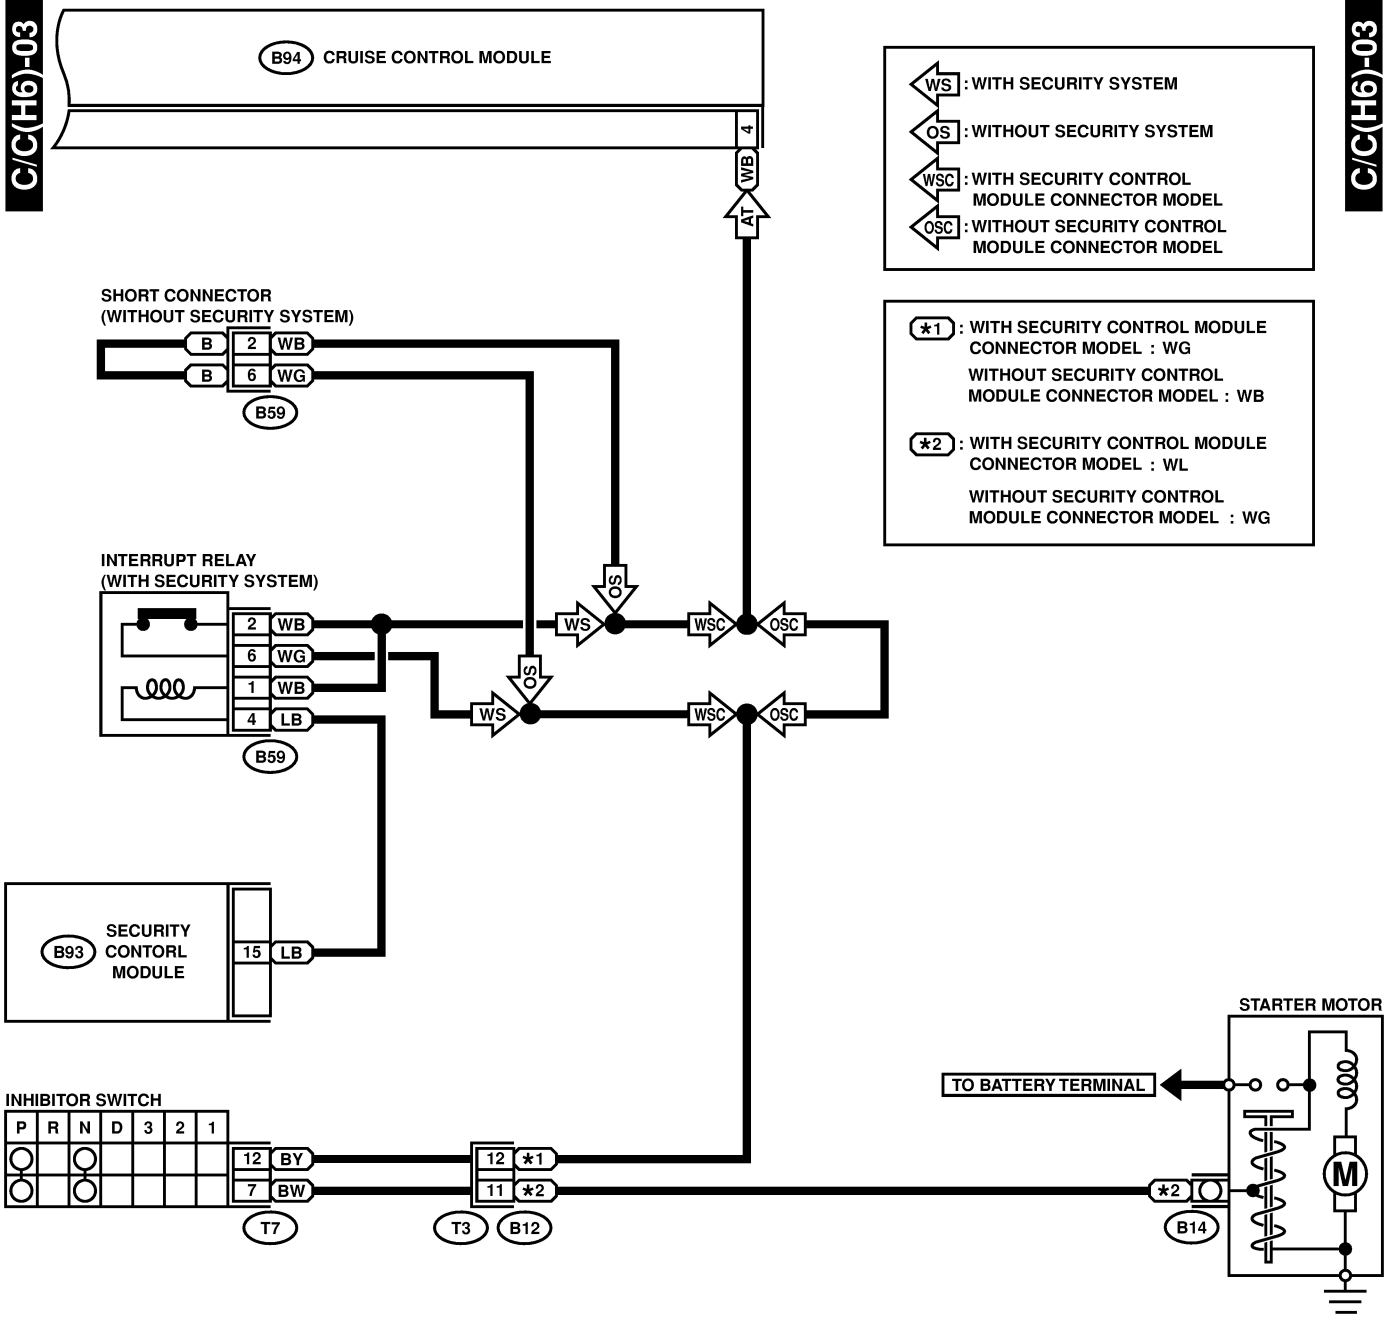 C/C(H6)-03
C/C(H6)-03
B94 CRUISE CONTROL MODULE
4
WB
AT
WS : WITH SECURITY SYSTEM
OS : WITHOUT SECURITY SYSTEM
WSC : WITH SECURITY CONTROL
MODULE CONNECTOR MODEL
OSC : WITHOUT SECURITY CONTROL
MODULE CONNECTOR MODEL
*1 : WITH SECURITY CONTROL MODULE
CONNECTOR MODEL : WG
WITHOUT SECURITY CONTROL
MODULE CONNECTOR MODEL : WB
*2 : WITH SECURITY CONTROL MODULE
CONNECTOR MODEL : WL
WITHOUT SECURITY CONTROL
MODULE CONNECTOR MODEL : WG
SHORT CONNECTOR
(WITHOUT SECURITY SYSTEM)
B 2 WB
B 6 WG
B59
INTERRUPT RELAY
(WITH SECURITY SYSTEM)
OS
2 WB WS WSC OSC
6 WG
OS
1 WB
4 LB WS WSC OSC
B59
SECURITY
B93 CONTORL
MODULE
15 LB
STARTER MOTOR
TO BATTERY TERMINAL
INHIBITOR SWITCH
P R N D 3 2 1
12 BY 12 *1
M
7 BW 11 *2 *2
T7 T3 B12 B14